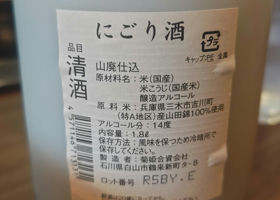 にごり酒
キャップ:PE 金属
品目
清酒
山廃仕込
原材料名:米(国産)
米こうじ(国産米)
醸造アルコール
原料米:兵庫県三木市吉川町
(特A地区)産山田錦100%使用
アルコール分:14度
内容量:1.8ℓ
保存方法:風味を保つため冷暗所で
保存してください。
製造者:菊姫合資会社
石川県白山市鶴来新町タ-8
ロット番号 R5BY.E